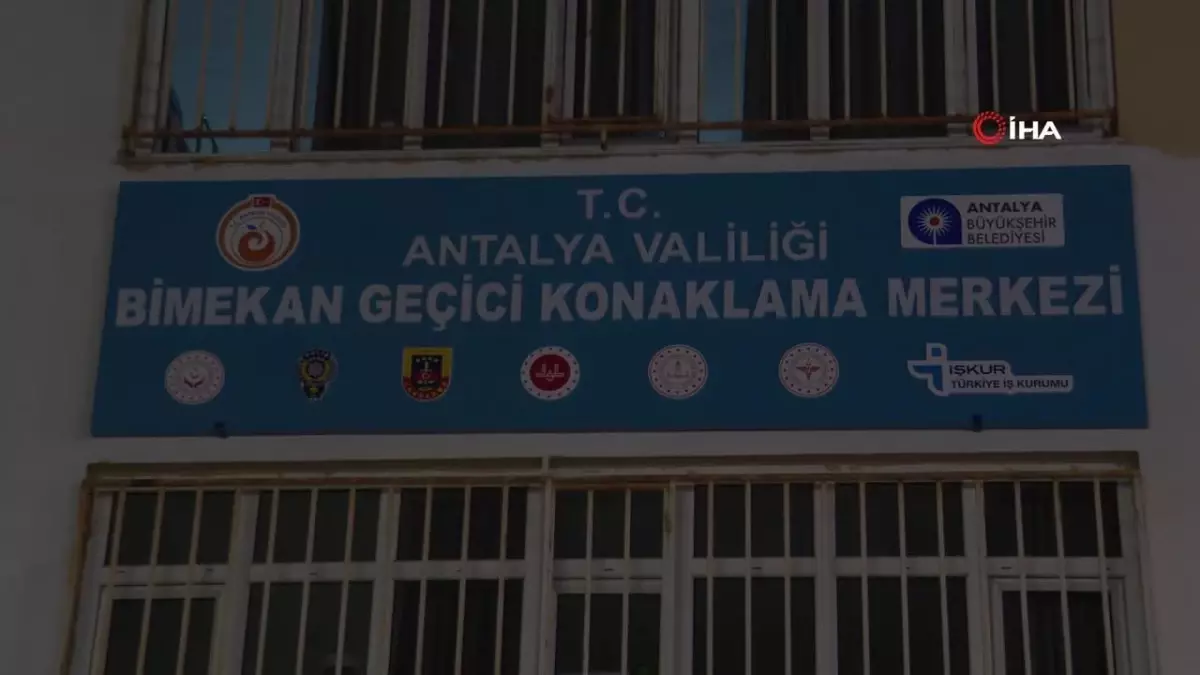 İHA
T.C.
ANTALYA VALİLİĞİ
BİMEKAN GEÇİCİ KONAKLAMA MERKEZİ
ANTALYA
BÜYÜKŞEHİR
BELEDİYESİ
İŞKUR
TÜRKİYE İŞ KURUMU